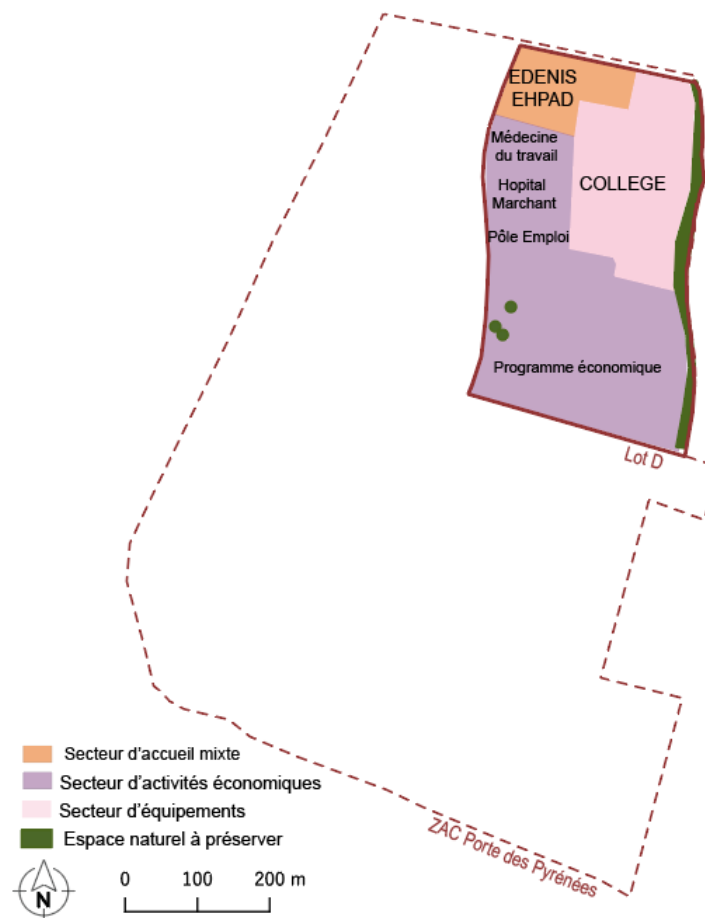 EDENIS
EHPAD
Médecine
du travail
Hopital
Marchant
COLLEGE
Pôle Emploi
Programme économique
Lot D
Secteur d'accueil mixte
Secteur d'activités économiques
Secteur d'équipements
Espace naturel à préserver
ZAC Porte des Pyrénées
N
0 100 200 m